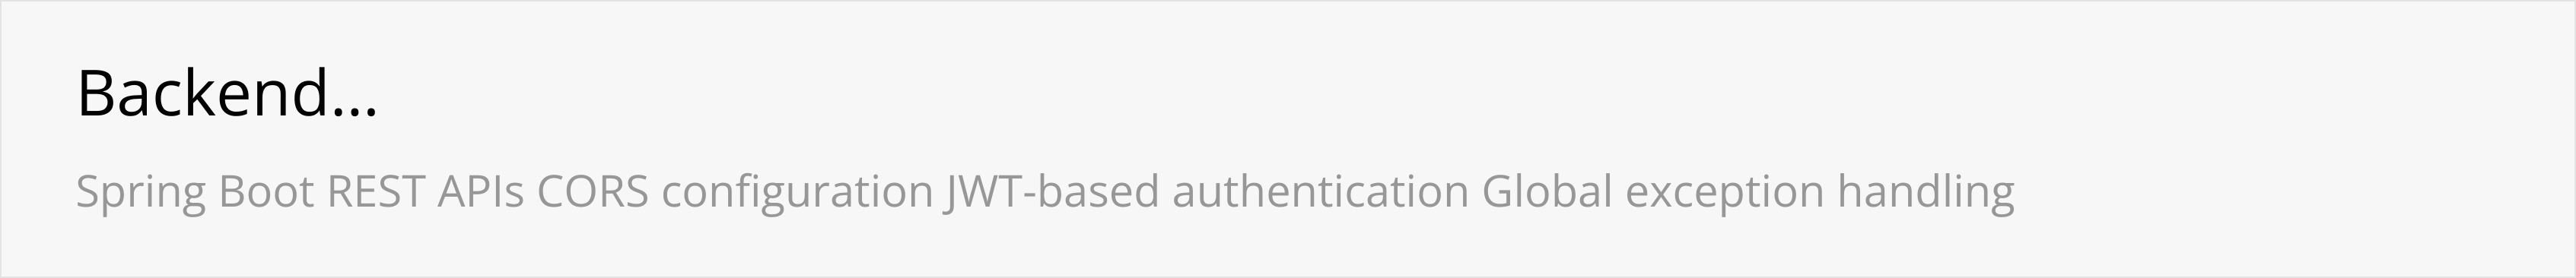 Backend...
Spring Boot REST APIs CORS configuration JWT-based authentication Global exception handling